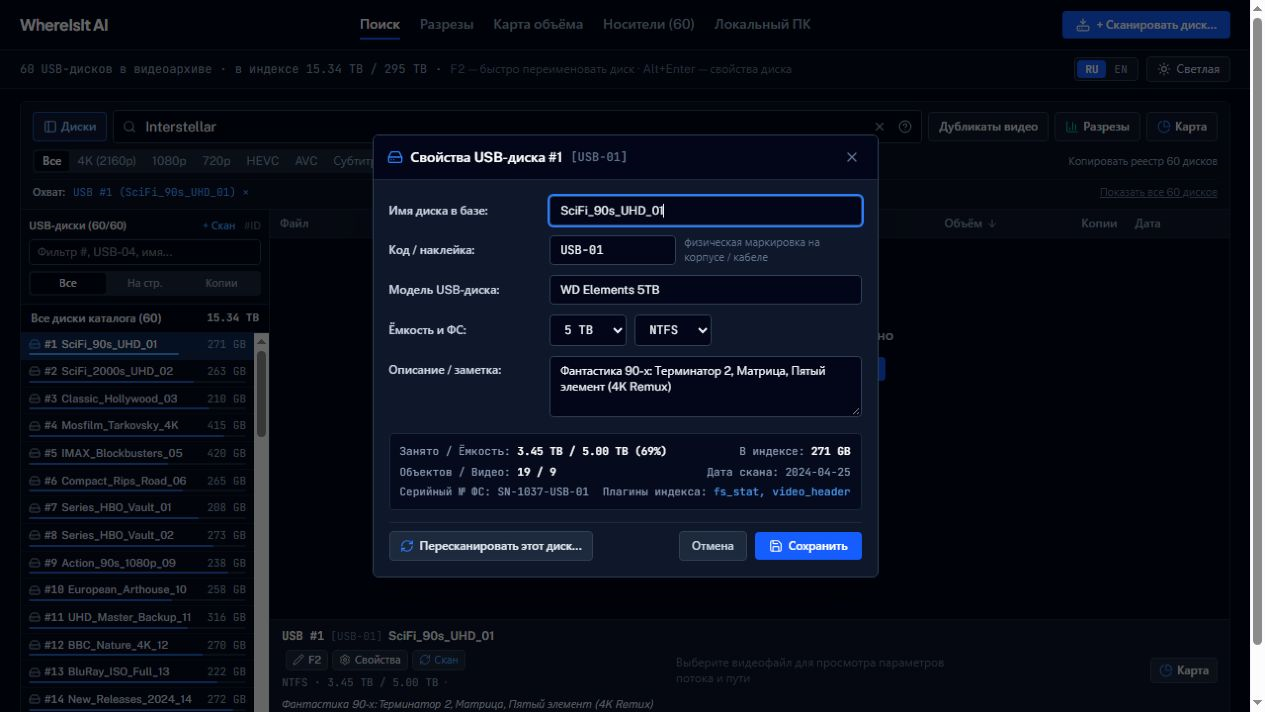 WhereIsIt AI
Поиск Разрезы Карта объёма Носители (60) Локальный ПК
+ Сканировать диск...
60 USB-дисков в видеоархиве · в индексе 15.34 TB / 295 TB · F2 — быстро переименовать диск · Alt+Enter — свойства диска
RU EN Светлая
Диски Interstellar Дубликаты видео Разрезы Карта
Все 4K (2160p) 1080p 720p HEVC AVC Субтит
Копировать реестр 60 дисков
Охват: USB #1 (SciFi_90s_UHD_01) ×
Показать все 60 дисков
USB-диски (60/60) + Скан #ID
Файл Объём ↓ Копии Дата
Фильтр #, USB-04, имя...
Все На стр. Копии
Все диски каталога (60) 15.34 TB
#1 SciFi_90s_UHD_01 271 GB
#2 SciFi_2000s_UHD_02 263 GB
#3 Classic_Hollywood_03 210 GB
#4 Mosfilm_Tarkovsky_4K 415 GB
#5 IMAX_Blockbusters_05 420 GB
#6 Compact_Rips_Road_06 265 GB
#7 Series_HBO_Vault_01 208 GB
#8 Series_HBO_Vault_02 273 GB
#9 Action_90s_1080p_09 238 GB
#10 European_Arthouse_10 258 GB
#11 UHD_Master_Backup_11 316 GB
#12 BBC_Nature_4K_12 270 GB
#13 BluRay_ISO_Full_13 222 GB
#14 New_Releases_2024_14 272 GB
Свойства USB-диска #1 [USB-01]
Имя диска в базе: SciFi_90s_UHD_01
Код / наклейка: USB-01 физическая маркировка на
корпусе / кабеле
Модель USB-диска: WD Elements 5TB
Ёмкость и ФС: 5 TB NTFS
Описание / заметка: Фантастика 90-х: Терминатор 2, Матрица, Пятый
элемент (4K Remux)
Занято / Ёмкость: 3.45 TB / 5.00 TB (69%) В индексе: 271 GB
Объектов / Видео: 19 / 9 Дата скана: 2024-04-25
Серийный № ФС: SN-1037-USB-01 Плагины индекса: fs_stat, video_header
Пересканировать этот диск... Отмена Сохранить
но
USB #1 [USB-01] SciFi_90s_UHD_01
F2 Свойства Скан
NTFS · 3.45 TB / 5.00 TB ·
Фантастика 90-х: Терминатор 2, Матрица, Пятый элемент (4K Remux)
Выберите видеофайл для просмотра параметров
потока и пути
Карта